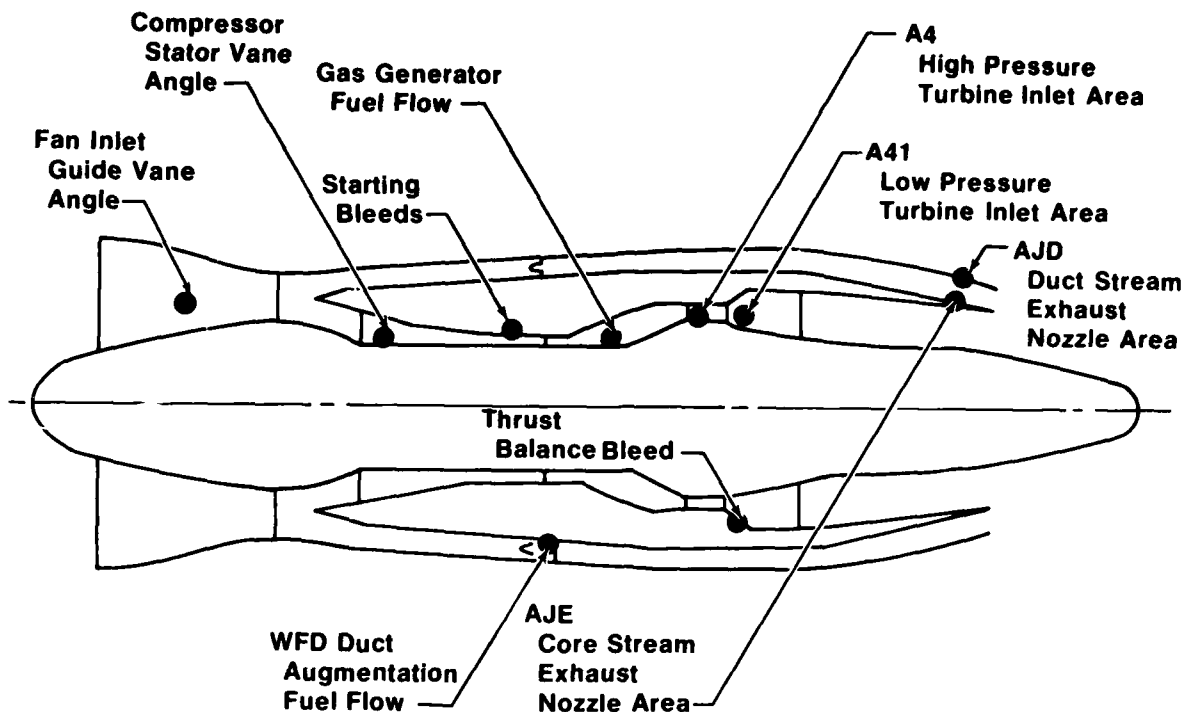 Compressor
Stator Vane
Angle
Gas Generator
Fuel Flow
A4
High Pressure
Turbine Inlet Area
Fan Inlet
Guide Vane
Angle
Starting
Bleeds
A41
Low Pressure
Turbine Inlet Area
AJD
Duct Stream
Exhaust
Nozzle Area
Thrust
Balance Bleed
WFD Duct
Augmentation
Fuel Flow
AJE
Core Stream
Exhaust
Nozzle Area